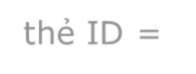 thẻ ID =